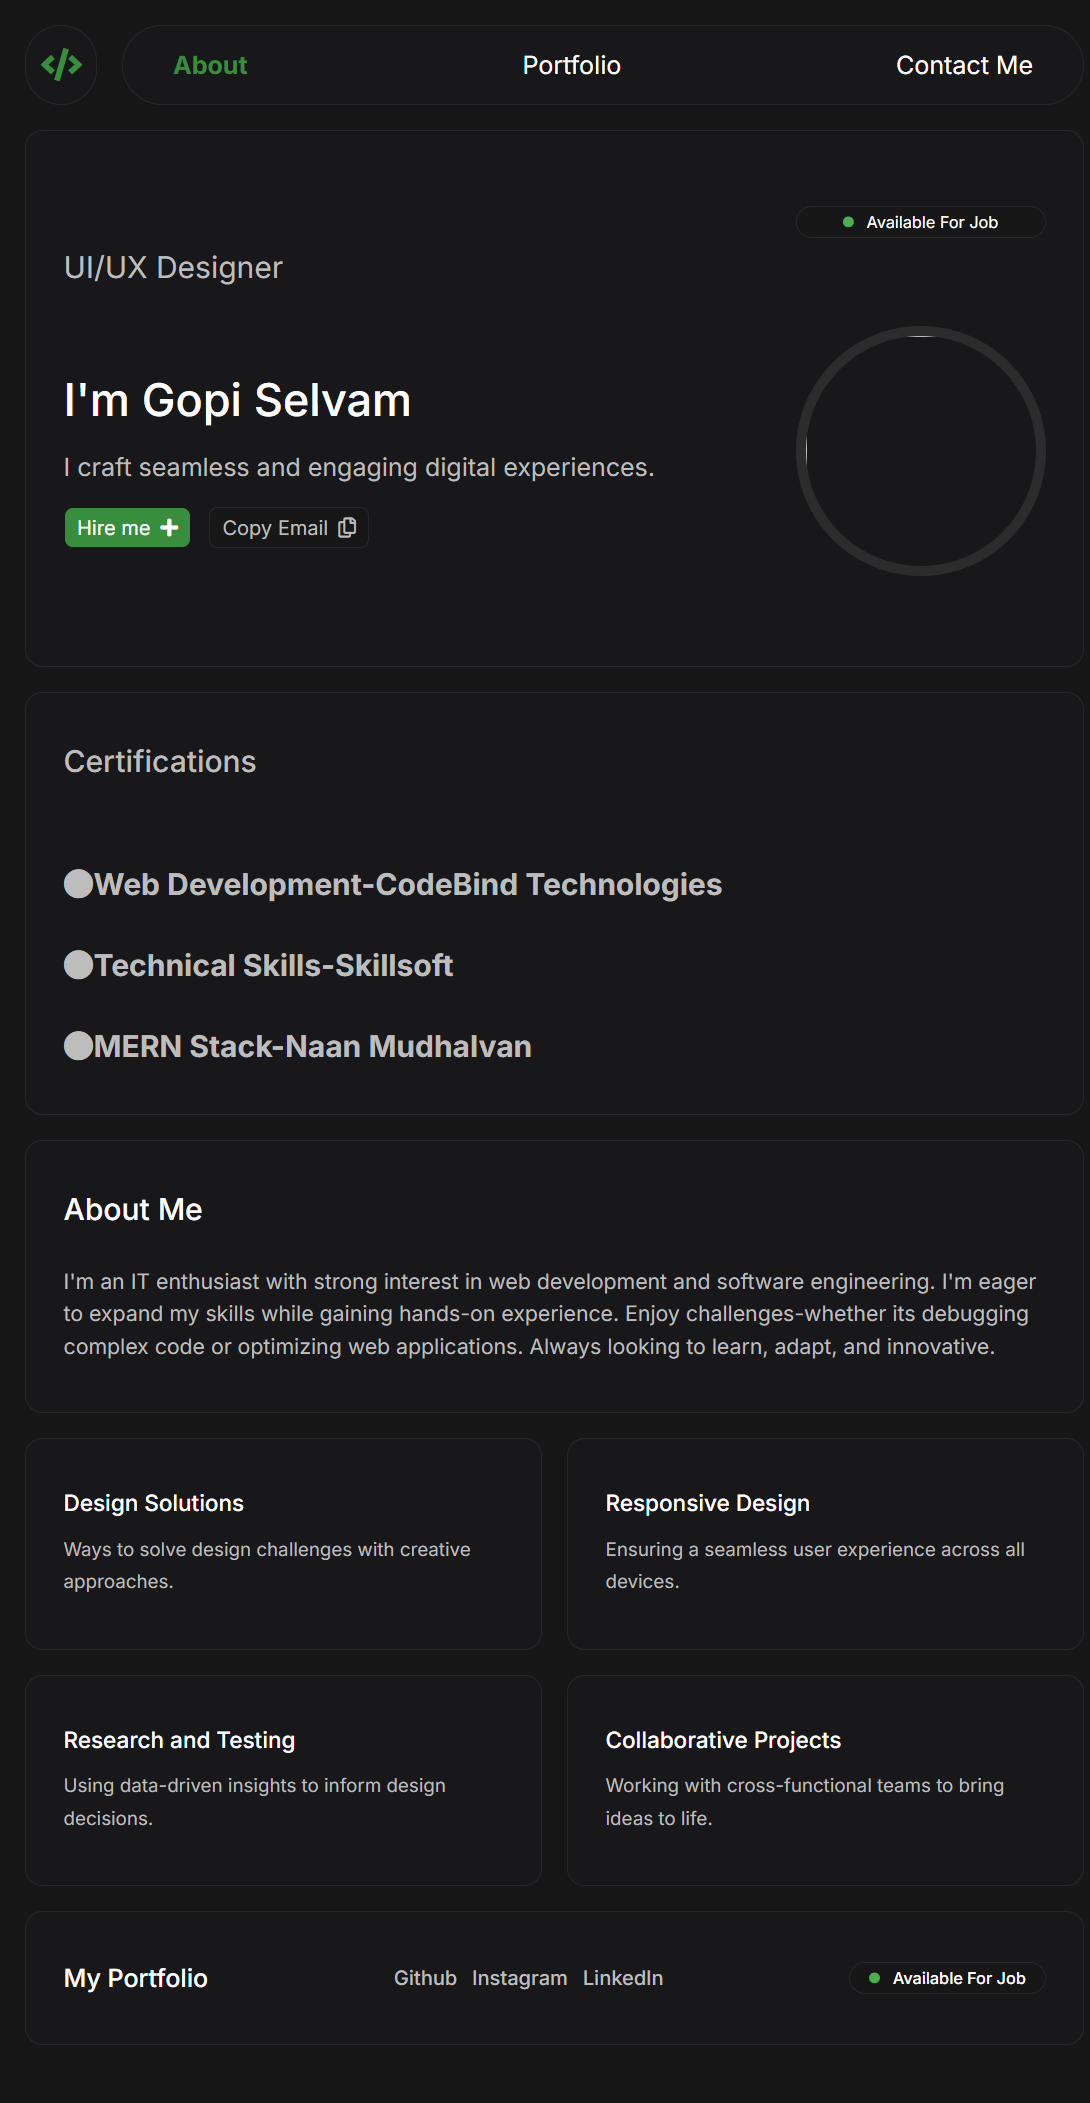 </>
About
Portfolio
Contact Me
Available For Job
UI/UX Designer
I'm Gopi Selvam
I craft seamless and engaging digital experiences.
Hire me
Copy Email
Certifications
Web Development-CodeBind Technologies
Technical Skills-Skillsoft
MERN Stack-Naan Mudhalvan
About Me
I'm an IT enthusiast with strong interest in web development and software engineering. I'm eager
to expand my skills while gaining hands-on experience. Enjoy challenges-whether its debugging
complex code or optimizing web applications. Always looking to learn, adapt, and innovative.
Design Solutions
Ways to solve design challenges with creative
approaches.
Responsive Design
Ensuring a seamless user experience across all
devices.
Research and Testing
Using data-driven insights to inform design
decisions.
Collaborative Projects
Working with cross-functional teams to bring
ideas to life.
My Portfolio
Github Instagram LinkedIn
Available For Job